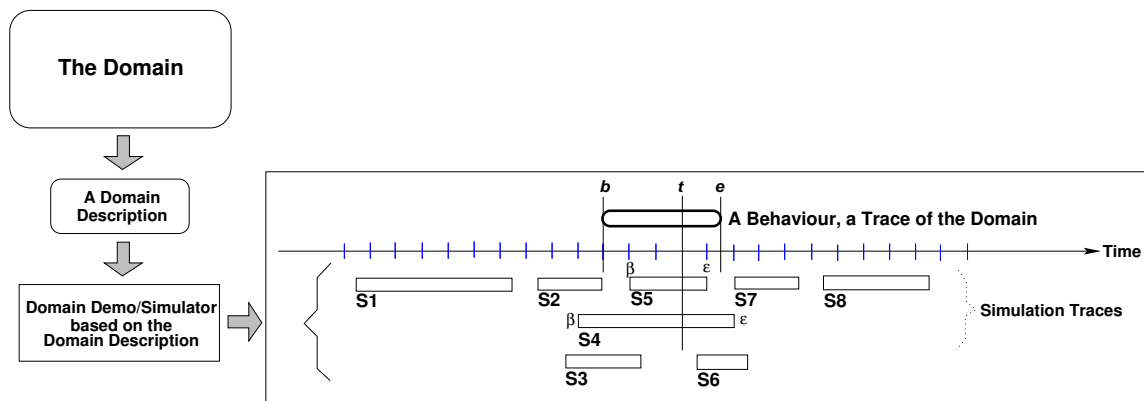 The Domain
A Domain
Description
Domain Demo/Simulator
based on the
Domain Description
b t e
A Behaviour, a Trace of the Domain
Time
β ε
S1 S2 S5 S7 S8
β ε
S4
S3 S6
Simulation Traces